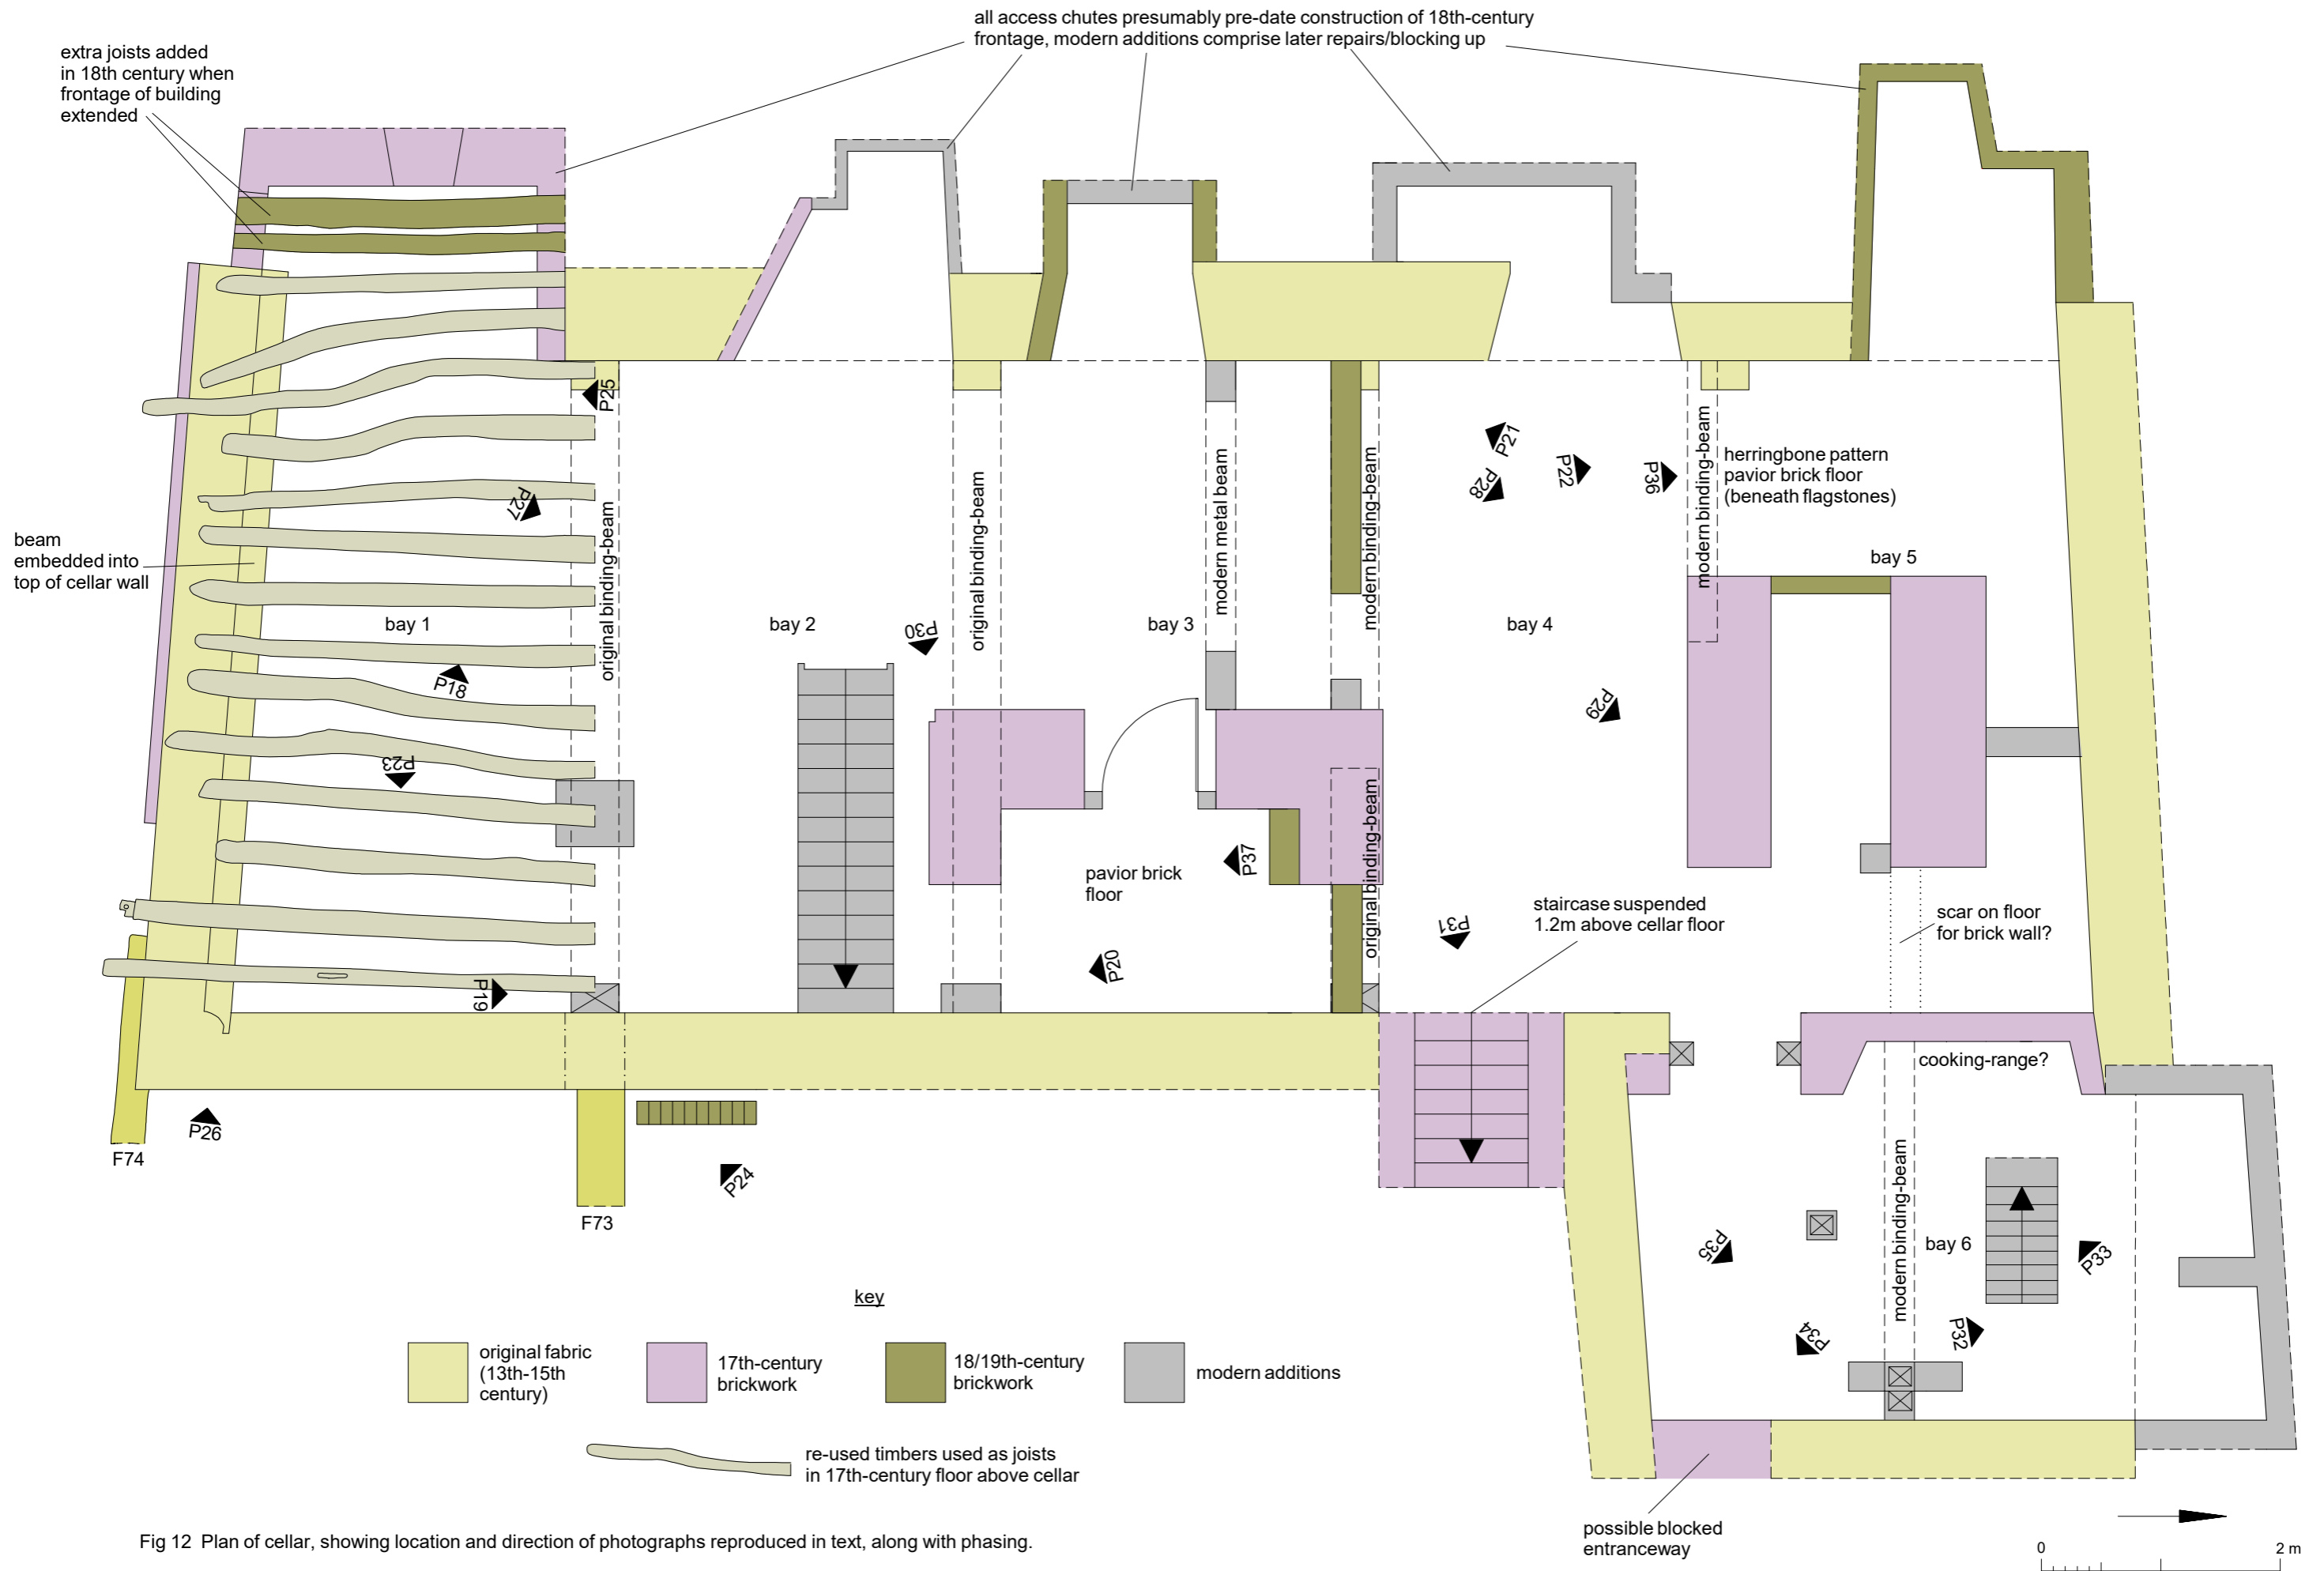 all access chutes presumably pre-date construction of 18th-century
frontage, modern additions comprise later repairs/blocking up
extra joists added
in 18th century when
frontage of building
extended
P25
P21
P28
P22
P36
herringbone pattern
pavior brick floor
(beneath flagstones)
P27
original binding-beam
original binding-beam
modern metal beam
modern binding-beam
modern binding-beam
beam
embedded into
top of cellar wall
bay 5
bay 1
bay 2
P30
bay 3
bay 4
P18
P29
P23
original binding-beam
P37
pavior brick
floor
staircase suspended
1.2m above cellar floor
scar on floor
for brick wall?
P31
P20
P19
cooking-range?
P26
F74
P24
F73
modern binding-beam
P35
bay 6
P33
P34
P32
key
original fabric
(13th-15th
century)
17th-century
brickwork
18/19th-century
brickwork
modern additions
re-used timbers used as joists
in 17th-century floor above cellar
possible blocked
entranceway
Fig 12 Plan of cellar, showing location and direction of photographs reproduced in text, along with phasing.
0
2 m